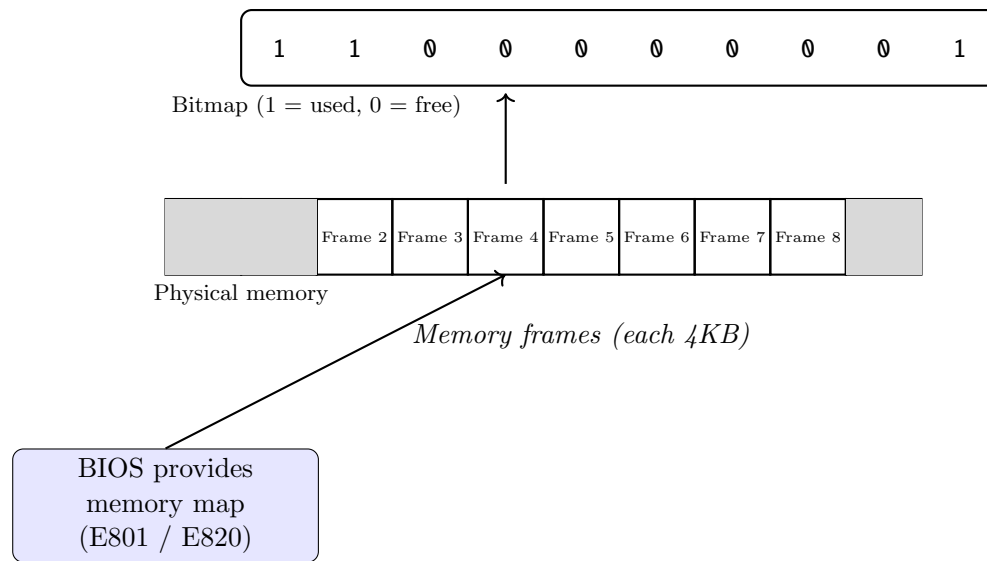 1 1 0 0 0 0 0 0 0 1
Bitmap (1 = used, 0 = free)
Frame 2 Frame 3 Frame 4 Frame 5 Frame 6 Frame 7 Frame 8
Physical memory
Memory frames (each 4KB)
BIOS provides
memory map
(E801 / E820)